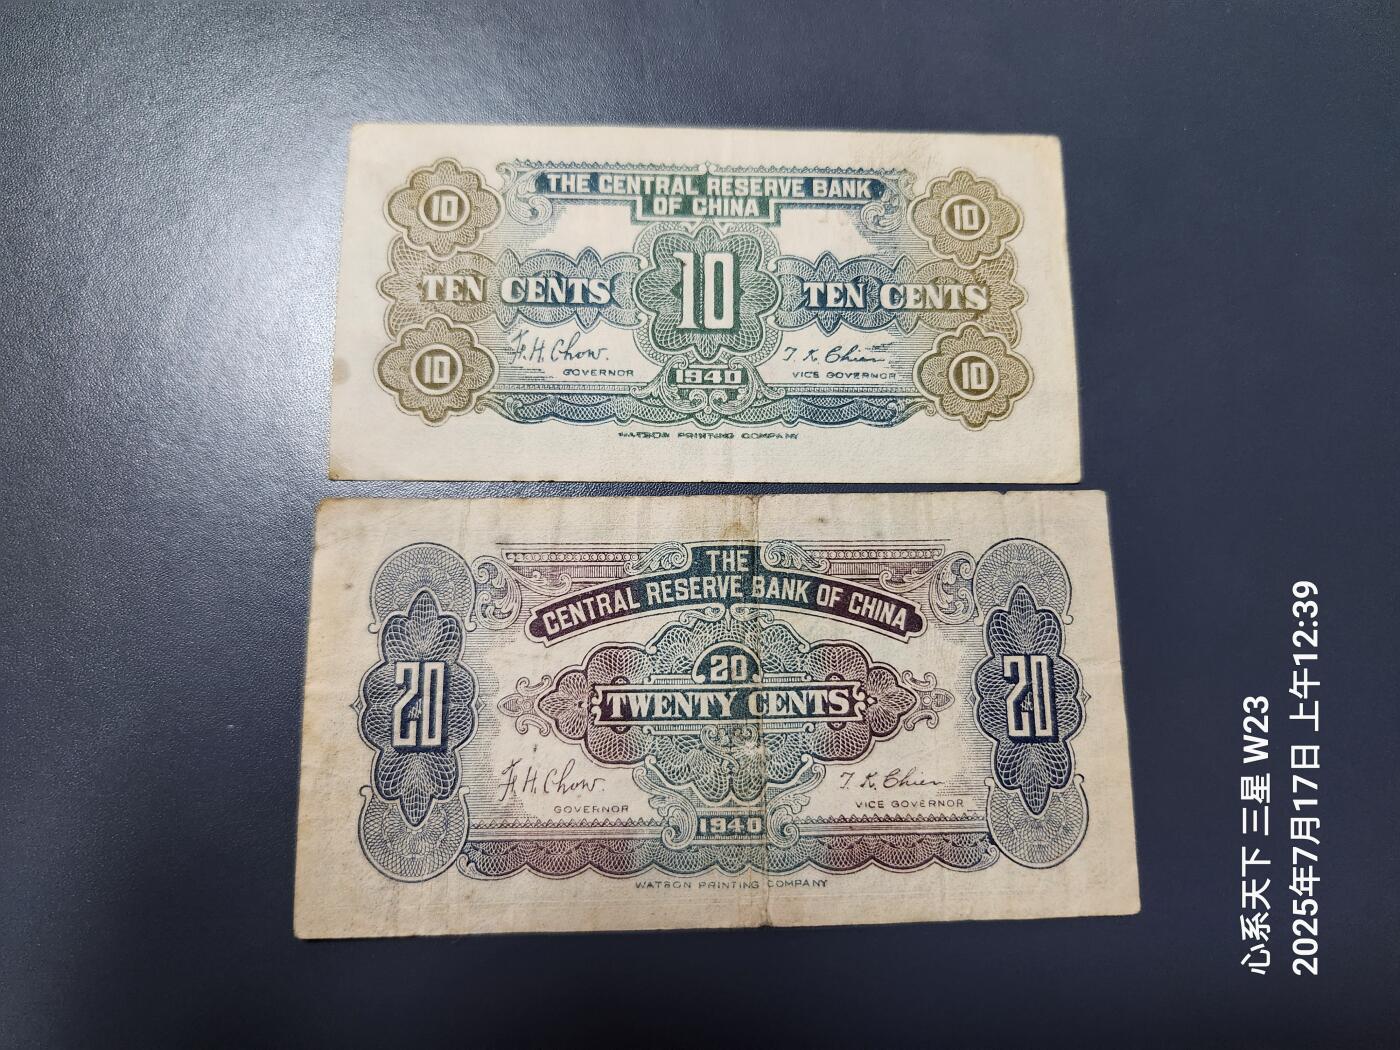 THE CENTRAL RESERVE BANK
OF CHINA
10
10
TEN CENTS
10
TEN CENTS
F. H. Chow.
GOVERNOR
T. K. Chien
VICE GOVERNOR
10
1940
10
WATSON PRINTING COMPANY
THE
CENTRAL RESERVE BANK OF CHINA
20
20
20
TWENTY CENTS
F. H. Chow.
GOVERNOR
T. K. Chien
VICE GOVERNOR
1940
WATSON PRINTING COMPANY
心系天下 三星 W23
2025年7月17日 上午12:39